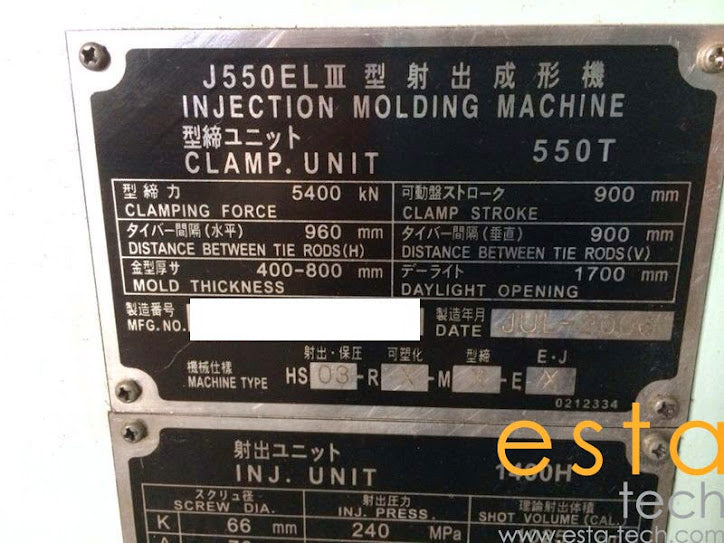 J550ELⅢ 型 射 出 成 形 機
INJECTION MOLDING MACHINE
型締ユニット
CLAMP. UNIT 550T
型 締 力 5400 kN 可動盤ストローク 900 mm
CLAMPING FORCE CLAMP STROKE
タイバー間隔(水平) 960 mm タイバー間隔(垂直) 900 mm
DISTANCE BETWEEN TIE RODS(H) DISTANCE BETWEEN TIE RODS(V)
金型厚サ 400-800 mm デーライト 1700 mm
MOLD THICKNESS DAYLIGHT OPENING
製造番号 製造年月
MFG. NO. DATE JUL-2006
射出・保圧 可塑化 型締 E・J
機械仕様
MACHINE TYPE HS 03-R X-M -E Y
0212334
射出ユニット
INJ. UNIT 1400H
スクリュ径 射出圧力 理論射出体積
SCREW DIA. INJ. PRESS. SHOT VOLUME (CAL.)
K 66 mm 240 MPa
esta
tech
www.esta-tech.com